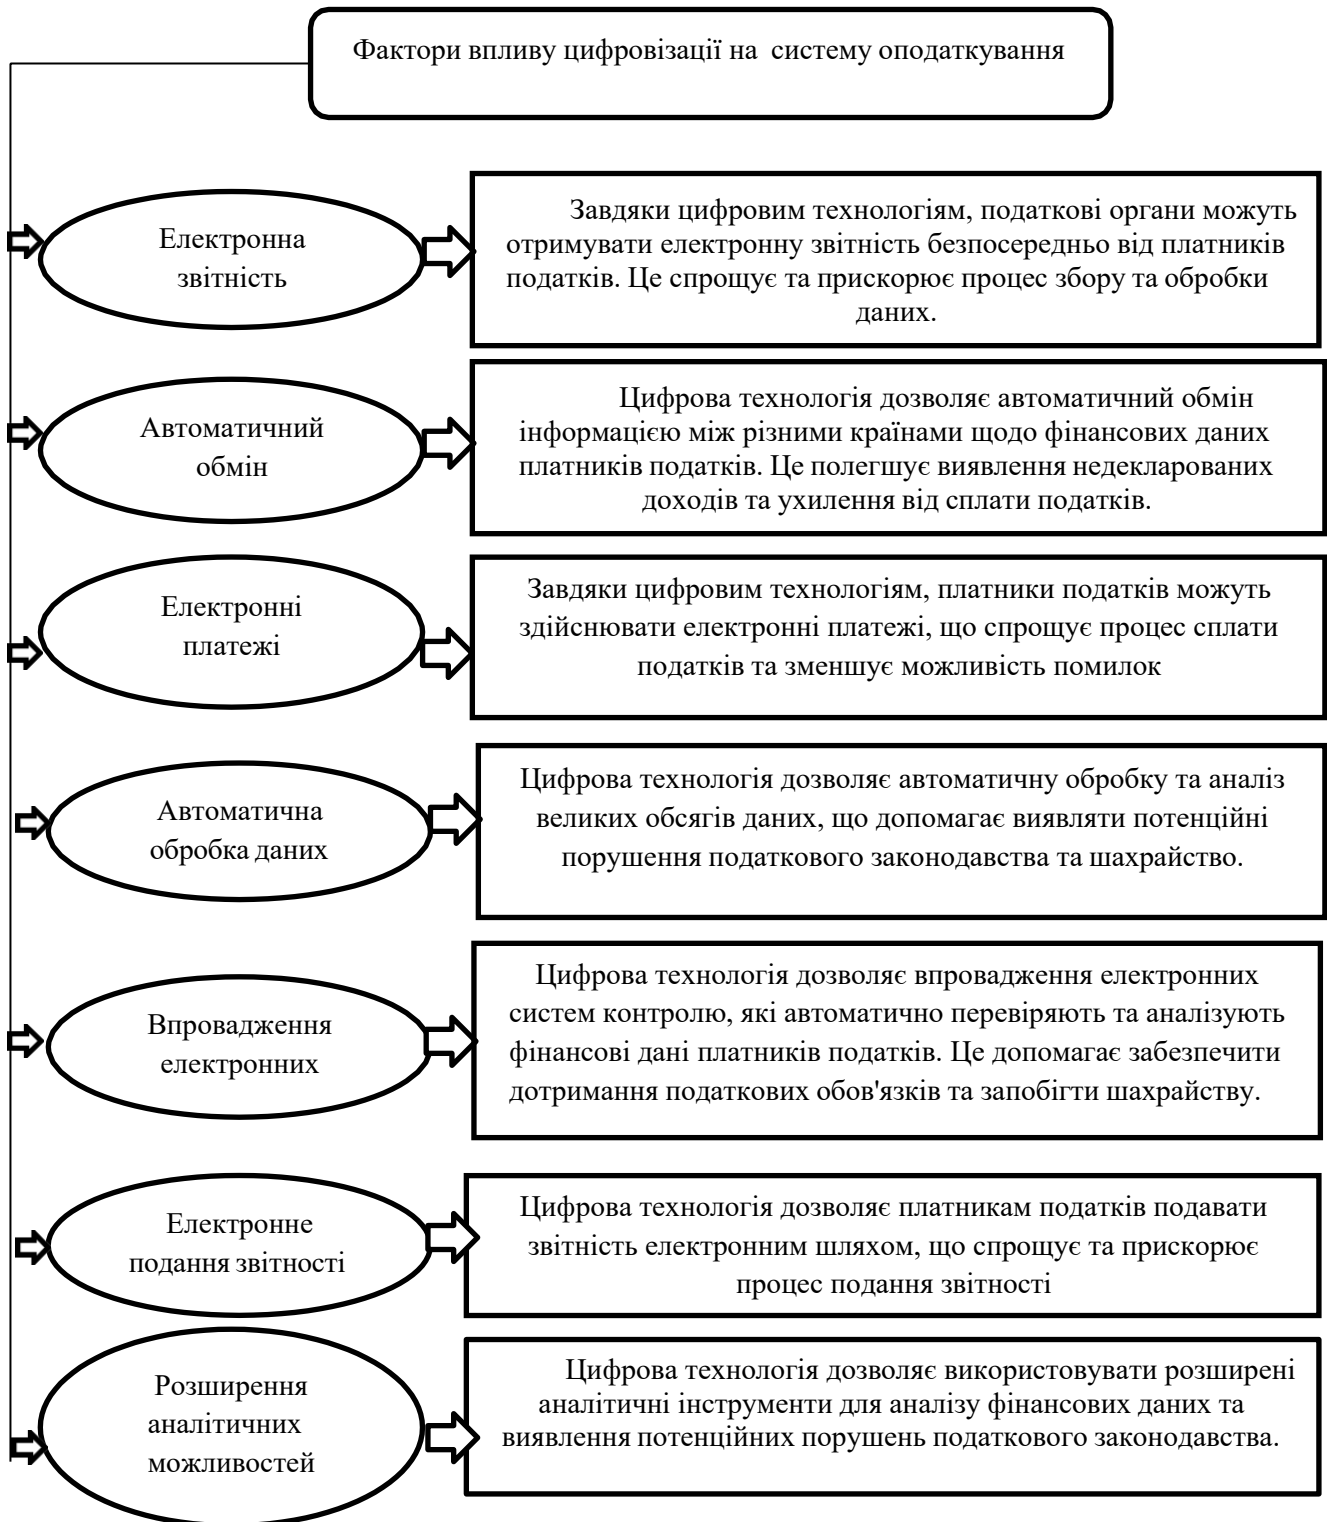 Фактори впливу цифровізації на система оподаткування
Електронна
звітність
Завдяки цифровим технологіям, податкові органи можуть
отримувати електронну звітність безпосередньо від платників
податків. Це спрощує та прискорює процес збору та обробки
даних.
Автоматичний
обмін
Цифрова технологія дозволяє автоматичний обмін
інформацією між різними країнами щодо фінансових даних
платників податків. Це полегшує виявлення недекларованих
доходів та ухилення від сплати податків.
Електронні
платежі
Завдяки цифровим технологіям, платники податків можуть
здійснювати електронні платежі, що спрощує процес сплати
податків та зменшує можливість помилок
Автоматична
обробка даних
Цифрова технологія дозволяє автоматичну обробку та аналіз
великих обсягів даних, що допомагає виявляти потенційні
порушення податкового законодавства та шахрайство.
Впровадження
електронних
Цифрова технологія дозволяє впровадження електронних
систем контролю, які автоматично перевіряють та аналізують
фінансові дані платників податків. Це допомагає забезпечити
дотримання податкових обов'язків та запобігти шахрайству.
Електронне
подання звітності
Цифрова технологія дозволяє платникам податків подавати
звітність електронним шляхом, що спрощує та прискорює
процес подання звітності
Розширення
аналітичних
можливостей
Цифрова технологія дозволяє використовувати розширені
аналітичні інструменти для аналізу фінансових даних та
виявлення потенційних порушень податкового законодавства.